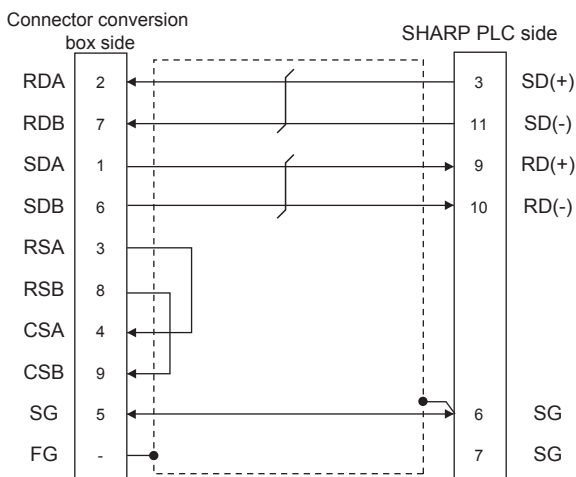 Connector conversion
box side
SHARP PLC side
RDA 2 3 SD(+)
RDB 7 11 SD(-)
SDA 1 9 RD(+)
SDB 6 10 RD(-)
RSA 3
RSB 8
CSA 4
CSB 9
SG 5 6 SG
FG - 7 SG